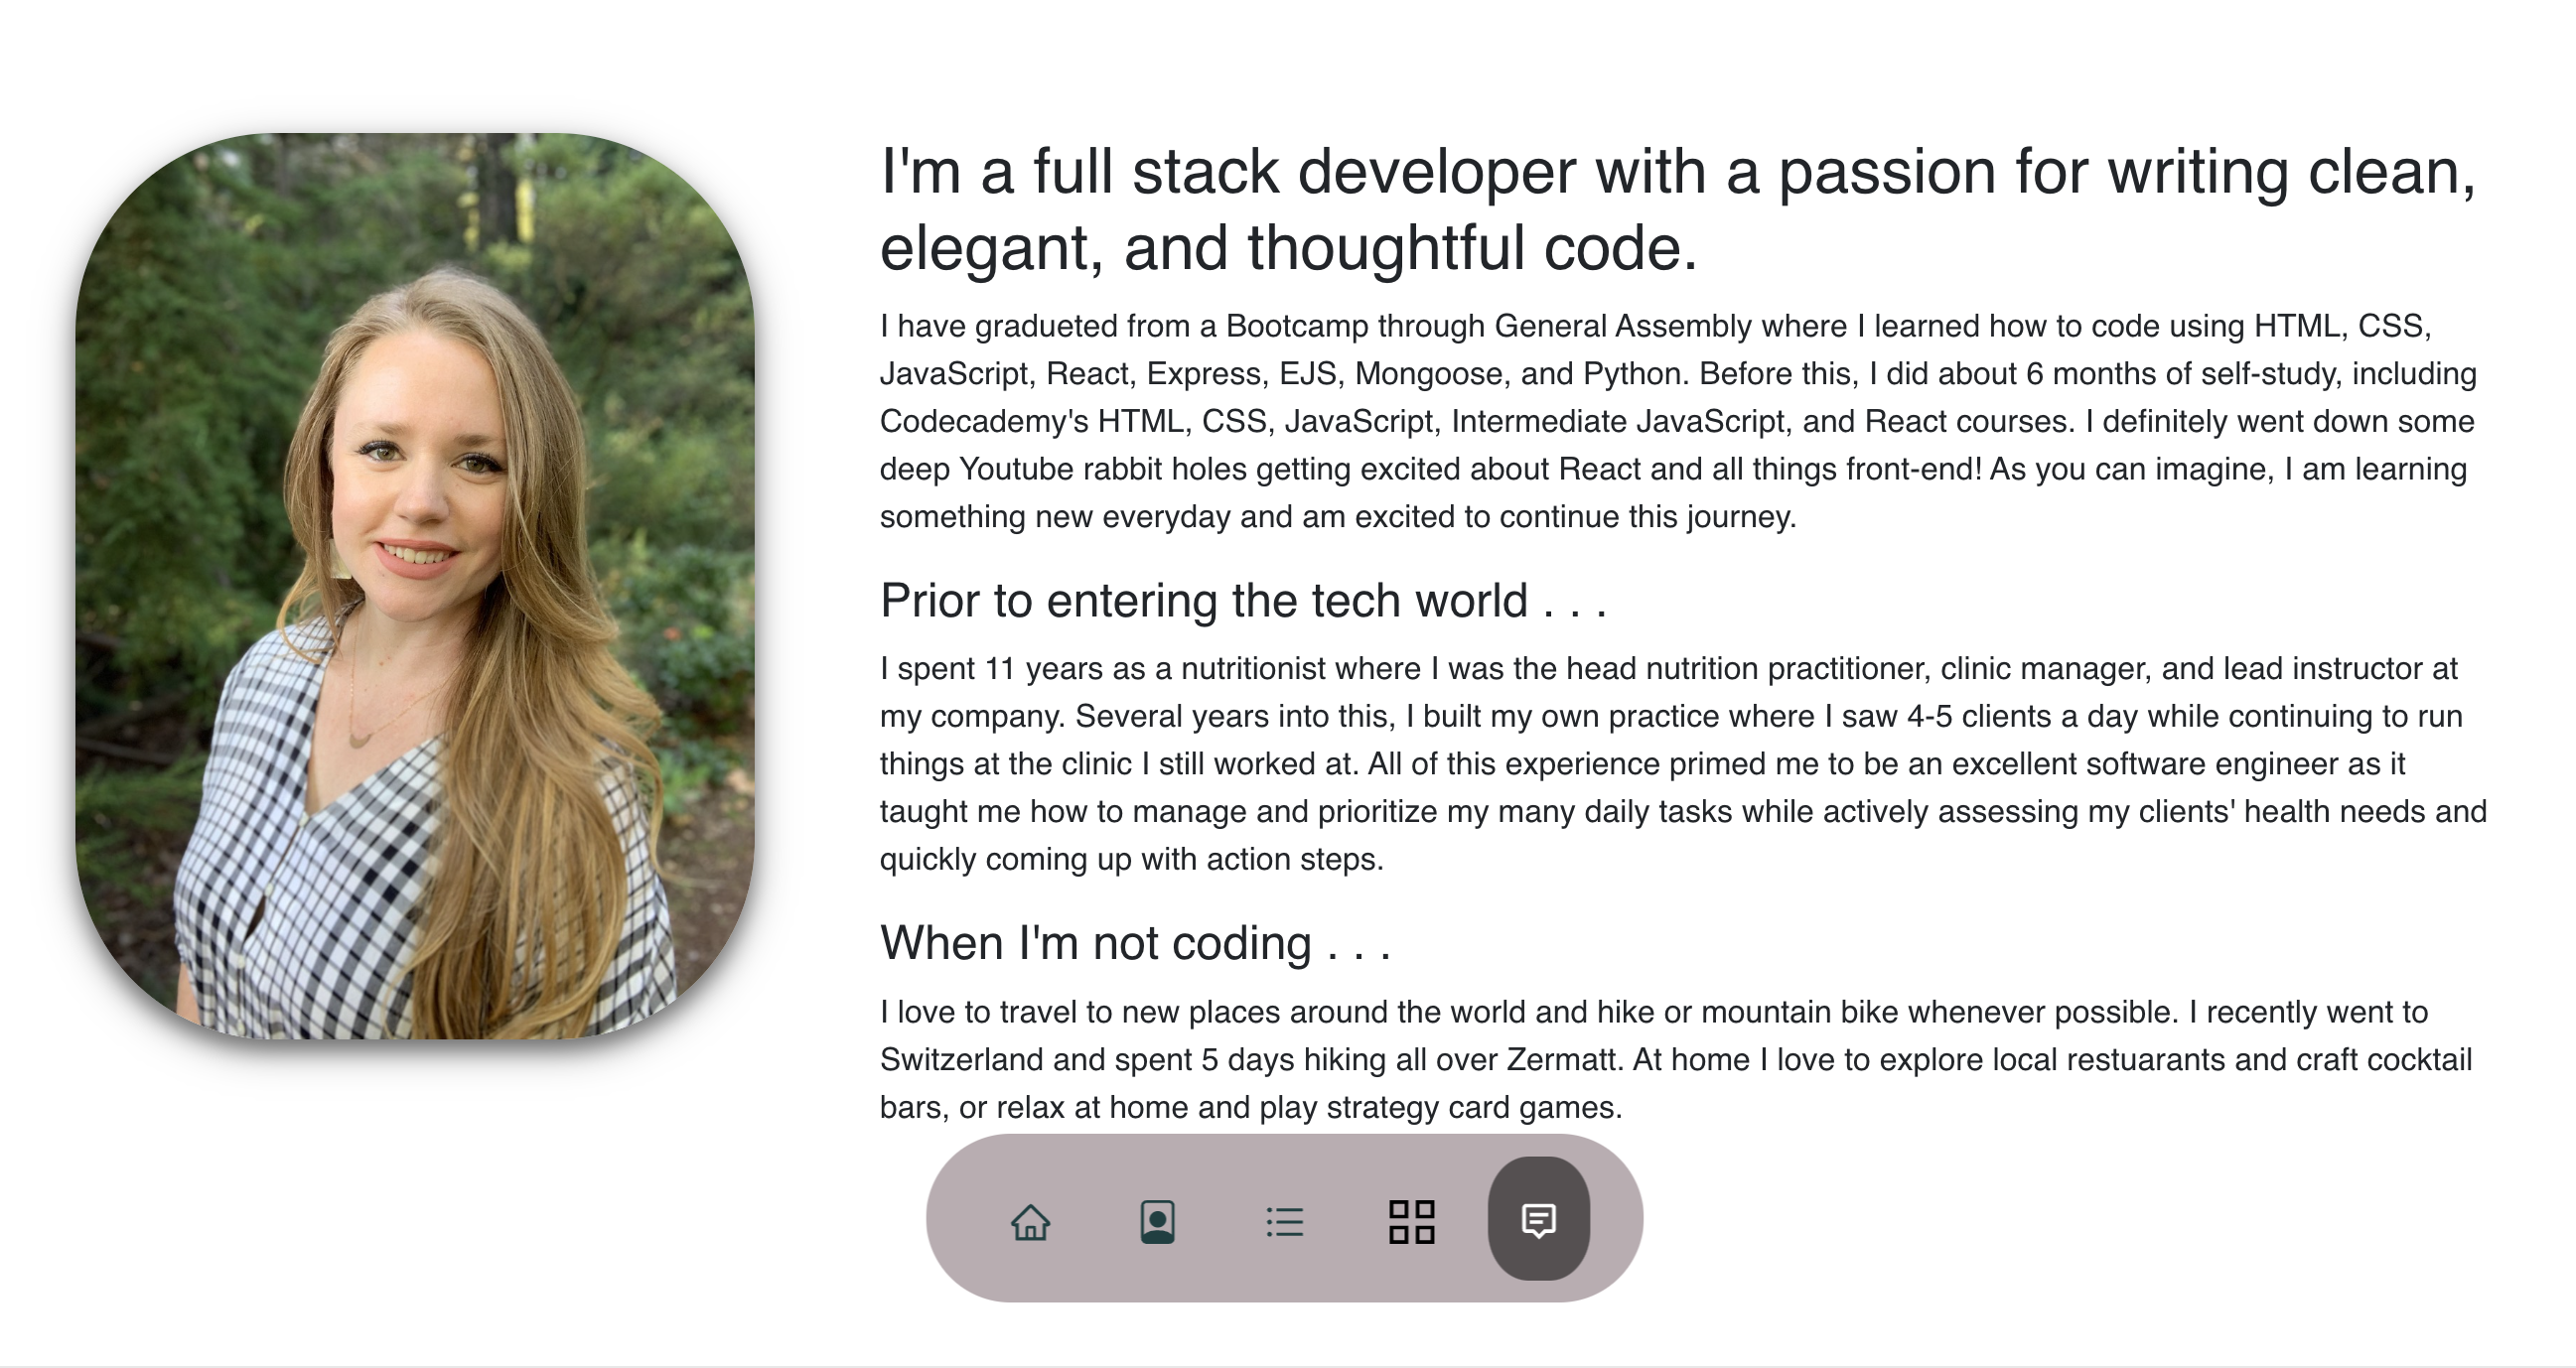 I'm a full stack developer with a passion for writing clean,
elegant, and thoughtful code.
I have gradueted from a Bootcamp through General Assembly where I learned how to code using HTML, CSS,
JavaScript, React, Express, EJS, Mongoose, and Python. Before this, I did about 6 months of self-study, including
Codecademy's HTML, CSS, JavaScript, Intermediate JavaScript, and React courses. I definitely went down some
deep Youtube rabbit holes getting excited about React and all things front-end! As you can imagine, I am learning
something new everyday and am excited to continue this journey.
Prior to entering the tech world . . .
I spent 11 years as a nutritionist where I was the head nutrition practitioner, clinic manager, and lead instructor at
my company. Several years into this, I built my own practice where I saw 4-5 clients a day while continuing to run
things at the clinic I still worked at. All of this experience primed me to be an excellent software engineer as it
taught me how to manage and prioritize my many daily tasks while actively assessing my clients' health needs and
quickly coming up with action steps.
When I'm not coding . . .
I love to travel to new places around the world and hike or mountain bike whenever possible. I recently went to
Switzerland and spent 5 days hiking all over Zermatt. At home I love to explore local restuarants and craft cocktail
bars, or relax at home and play strategy card games.